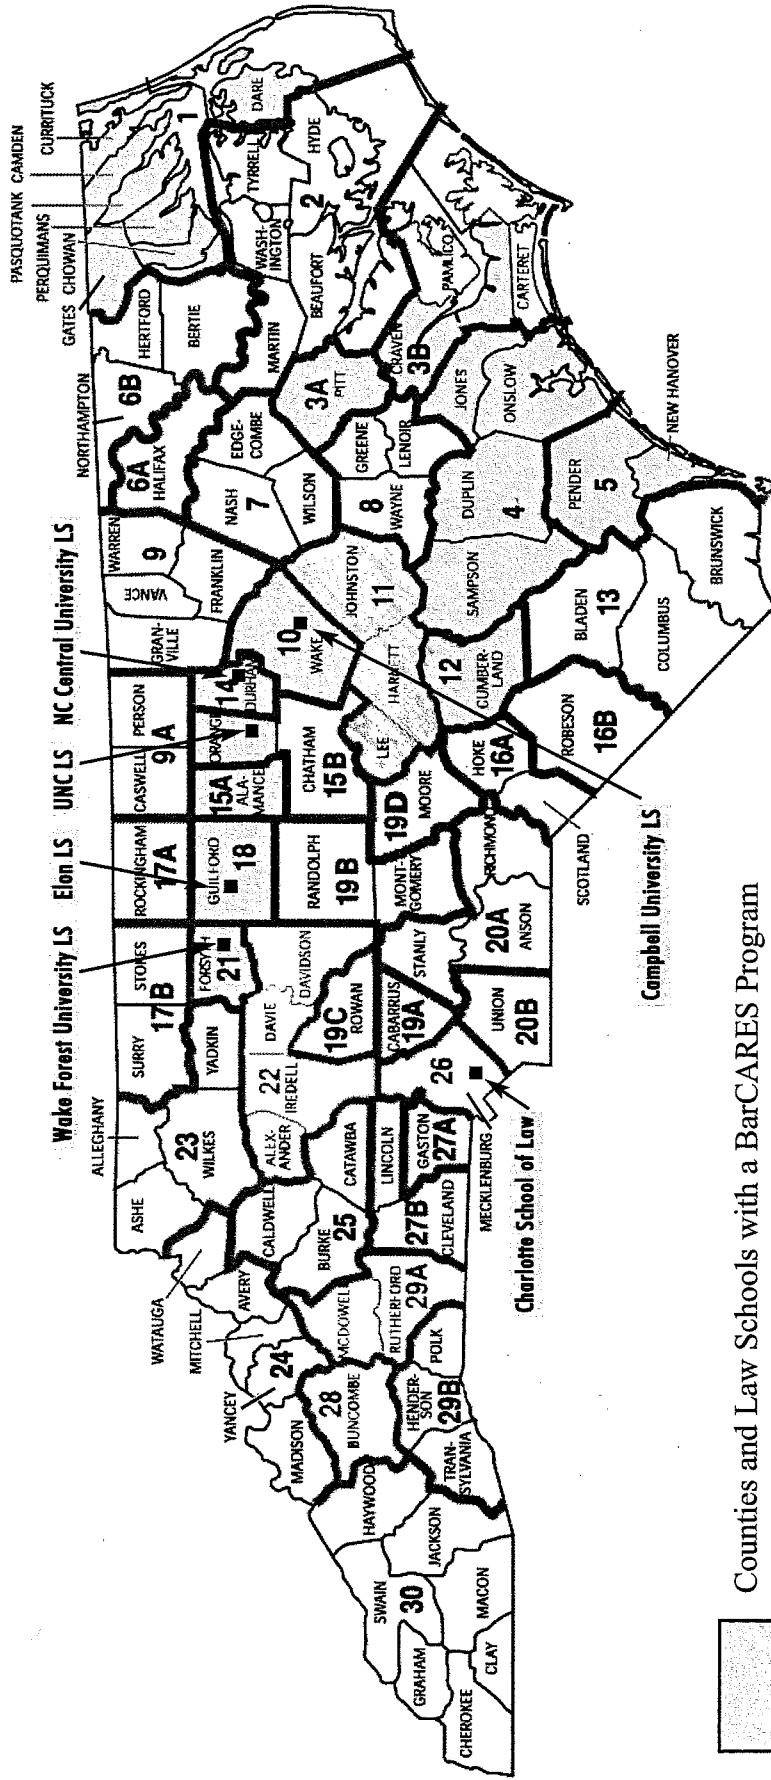 PASQUOTANK CAMDEN
CURRITUCK
PERQUIMANS
GATES CHOWAN
NORTHAMPTON
Wake Forest University LS
Elon LS
UNC LS
NC Central University LS
ALLEGHANY
ASHE
WATAUGA
MITCHELL
YANCEY
SURRY
STOKES
17B
ROCKINGHAM
17A
CASWELL
PERSON
9A
GRAN-
VILLE
VANCE
WARREN
9
FRANKLIN
6A
HALIFAX
6B
HERTFORD
BERTIE
1
DARE
TYRRELL
HYDE
2
WASH-
INGTON
BEAUFORT
MARTIN
23
WILKES
YADKIN
FORSYTH
21
GUILFORD
18
15A
ALA-
MANCE
ORANGE
14
DURHAM
10
WAKE
NASH
7
EDGE-
COMBE
WILSON
3A
PITT
GREENE
LENOIR
8
WAYNE
CRAVEN
3B
PAMLICO
CARTERET
JONES
ONSLOW
DUPLIN
4
SAMPSON
PENDER
5
NEW HANOVER
BRUNSWICK
COLUMBUS
BLADEN
13
ROBESON
16B
12
CUMBER-
LAND
HOKE
16A
SCOTLAND
RICHMOND
JOHNSTON
11
HARNETT
LEE
CHATHAM
15B
19D
MOORE
RANDOLPH
19B
MONT-
GOMERY
20A
ANSON
STANLY
UNION
20B
CABARRUS
19A
19C
ROWAN
DAVIDSON
DAVIE
22
IREDELL
ALEX-
ANDER
CATAWBA
LINCOLN
GASTON
27A
26
MECKLENBURG
27B
CLEVELAND
CALDWELL
BURKE
25
AVERY
24
MADISON
MCDOWELL
RUTHERFORD
29A
POLK
HENDER-
SON
29B
28
BUNCOMBE
TRAN-
SYLVANIA
HAYWOOD
JACKSON
SWAIN
30
MACON
GRAHAM
CLAY
CHEROKEE
Charlotte School of Law
Campbell University LS
Counties and Law Schools with a BarCARES Program